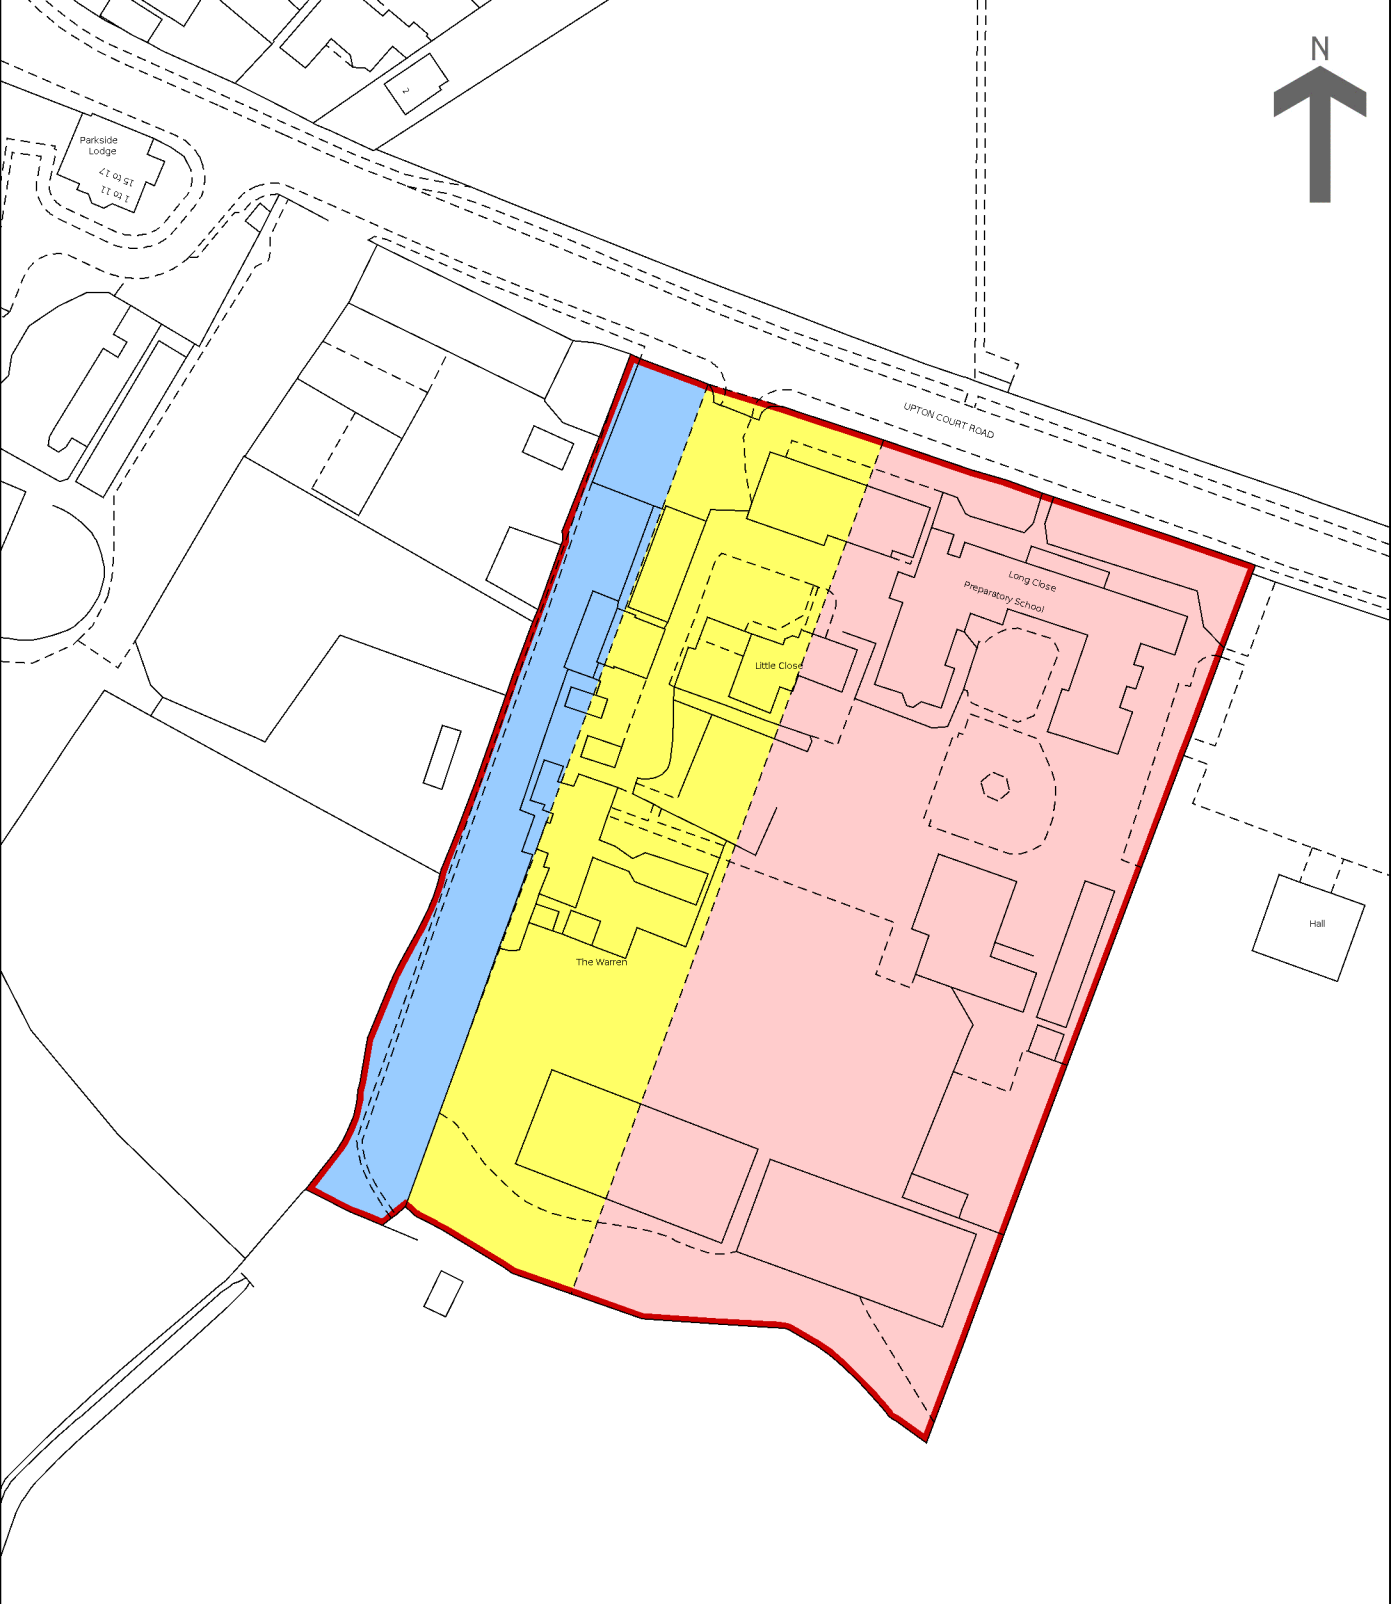 N
2
Parkside
Lodge
15 to 17
1 to 11
UPTON COURT ROAD
Long Close
Preparatory School
Little Close
Hall
The Warren